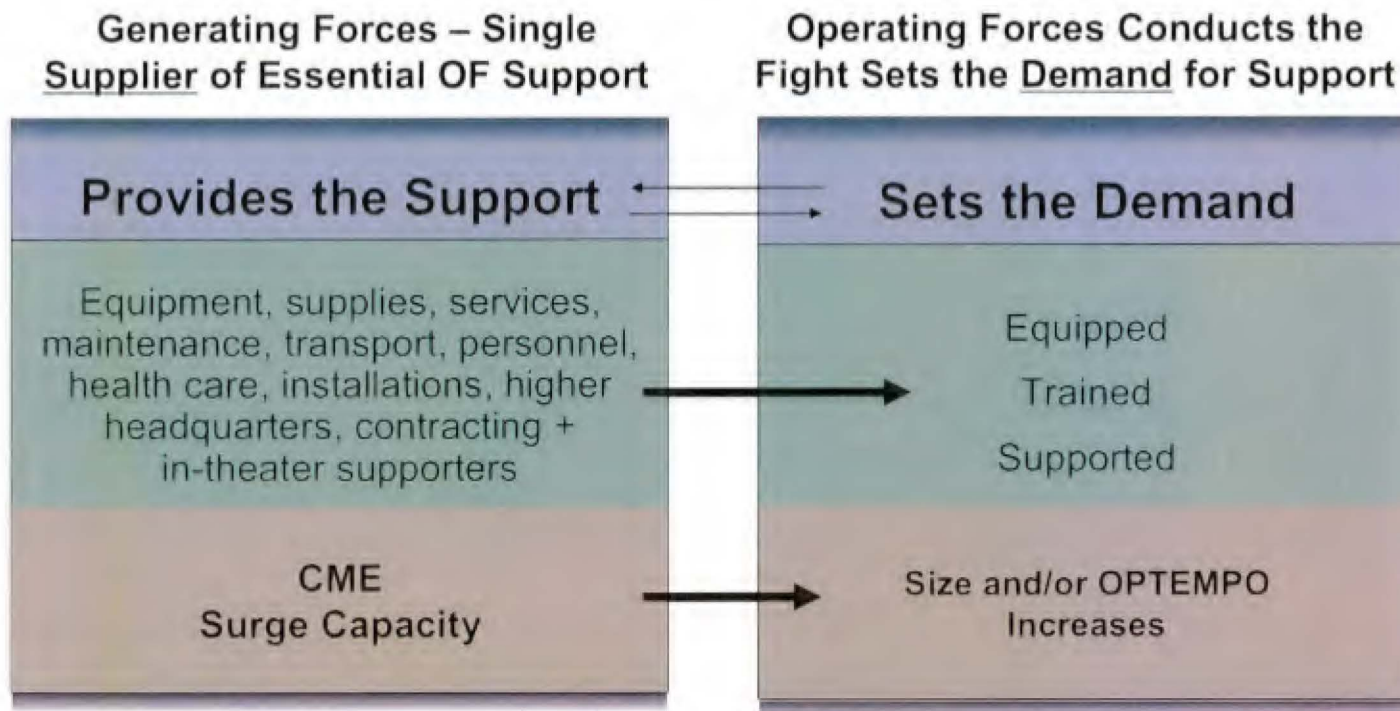 Generating Forces – Single
Supplier of Essential OF Support
Operating Forces Conducts the
Fight Sets the Demand for Support
Provides the Support
Sets the Demand
Equipment, supplies, services,
maintenance, transport, personnel,
health care, installations, higher
headquarters, contracting +
in-theater supporters
Equipped
Trained
Supported
CME
Surge Capacity
Size and/or OPTEMPO
Increases